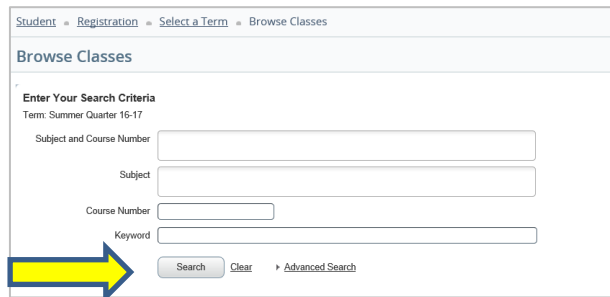 Student Registration Select a Term Browse Classes
Browse Classes
Enter Your Search Criteria
Term: Summer Quarter 16-17
Subject and Course Number
Subject
Course Number
Keyword
Search Clear Advanced Search